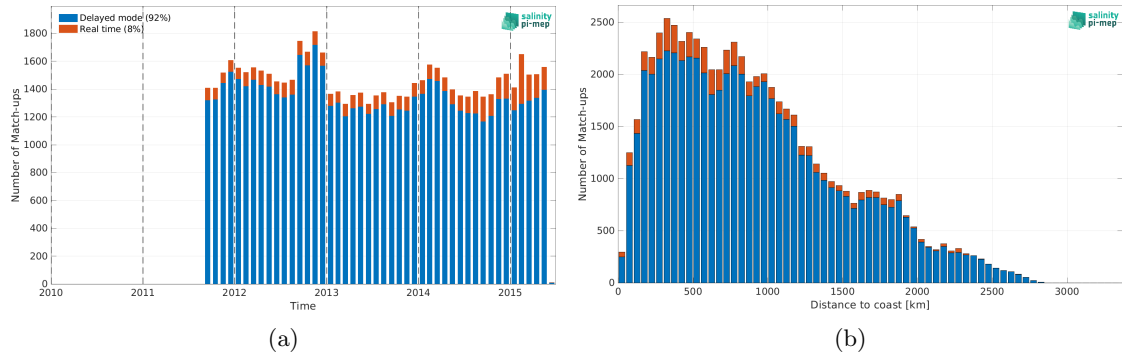 Delayed mode (92%)
Real time (8%)
salinity
pi-mep
Number of Match-ups
1800
1600
1400
1200
1000
800
600
400
200
0
2010 2011 2012 2013 2014 2015
Time
(a)
salinity
pi-mep
Number of Match-ups
2500
2000
1500
1000
500
0
0 500 1000 1500 2000 2500 3000
Distance to coast [km]
(b)